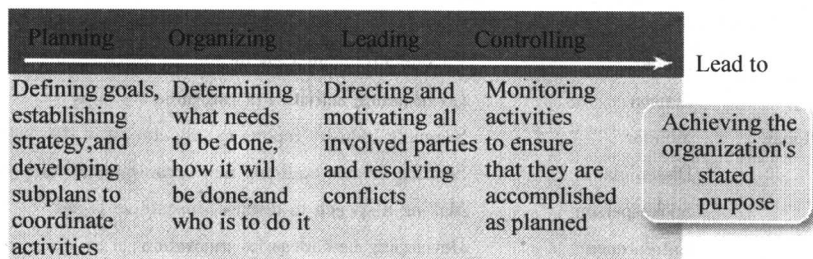 Planning Organizing Leading Controlling
Lead to
Defining goals,
establishing
strategy,and
developing
subplans to
coordinate
activities
Determining
what needs
to be done,
how it will
be done,and
who is to do it
Directing and
motivating all
involved parties
and resolving
conflicts
Monitoring
activities
to ensure
that they are
accomplished
as planned
Achieving the
organization's
stated
purpose